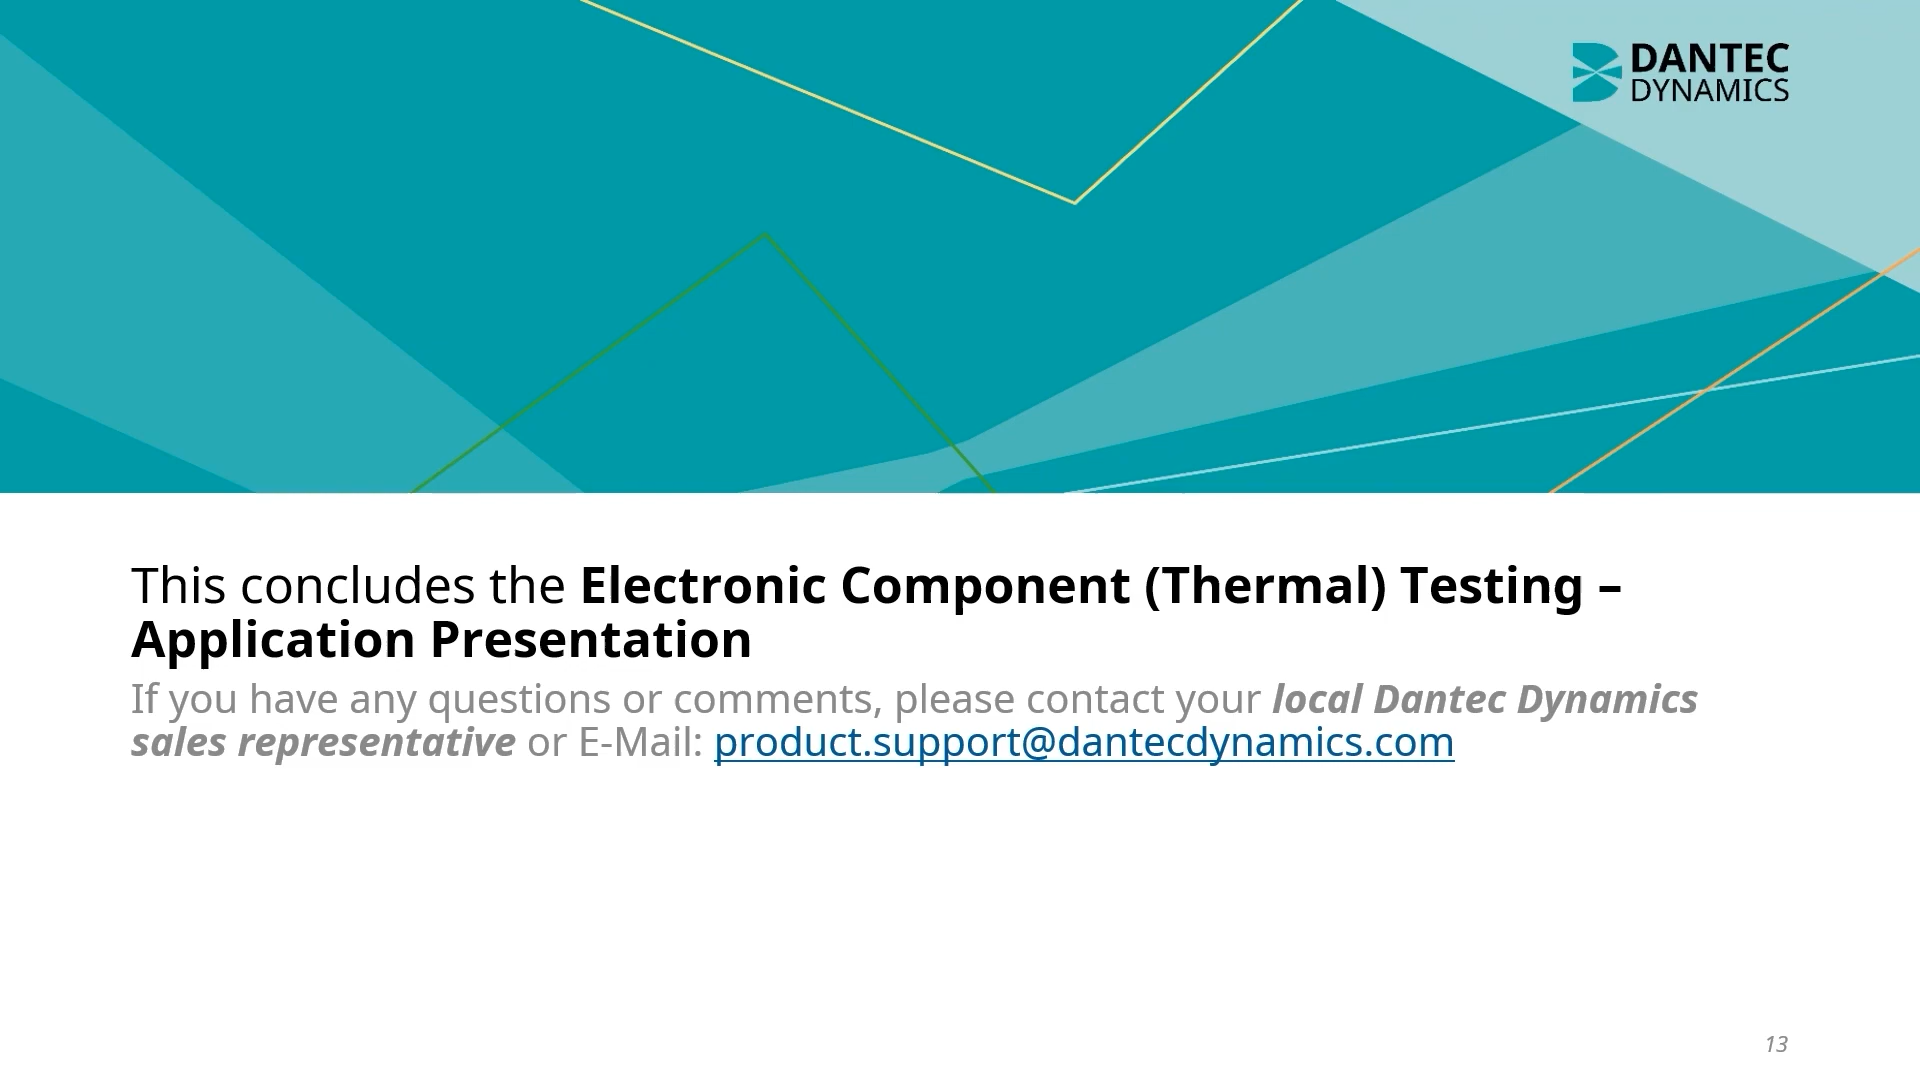 DANTEC
DYNAMICS
This concludes the Electronic Component (Thermal) Testing –
Application Presentation
If you have any questions or comments, please contact your local Dantec Dynamics
sales representative or E-Mail: product.support@dantecdynamics.com
13